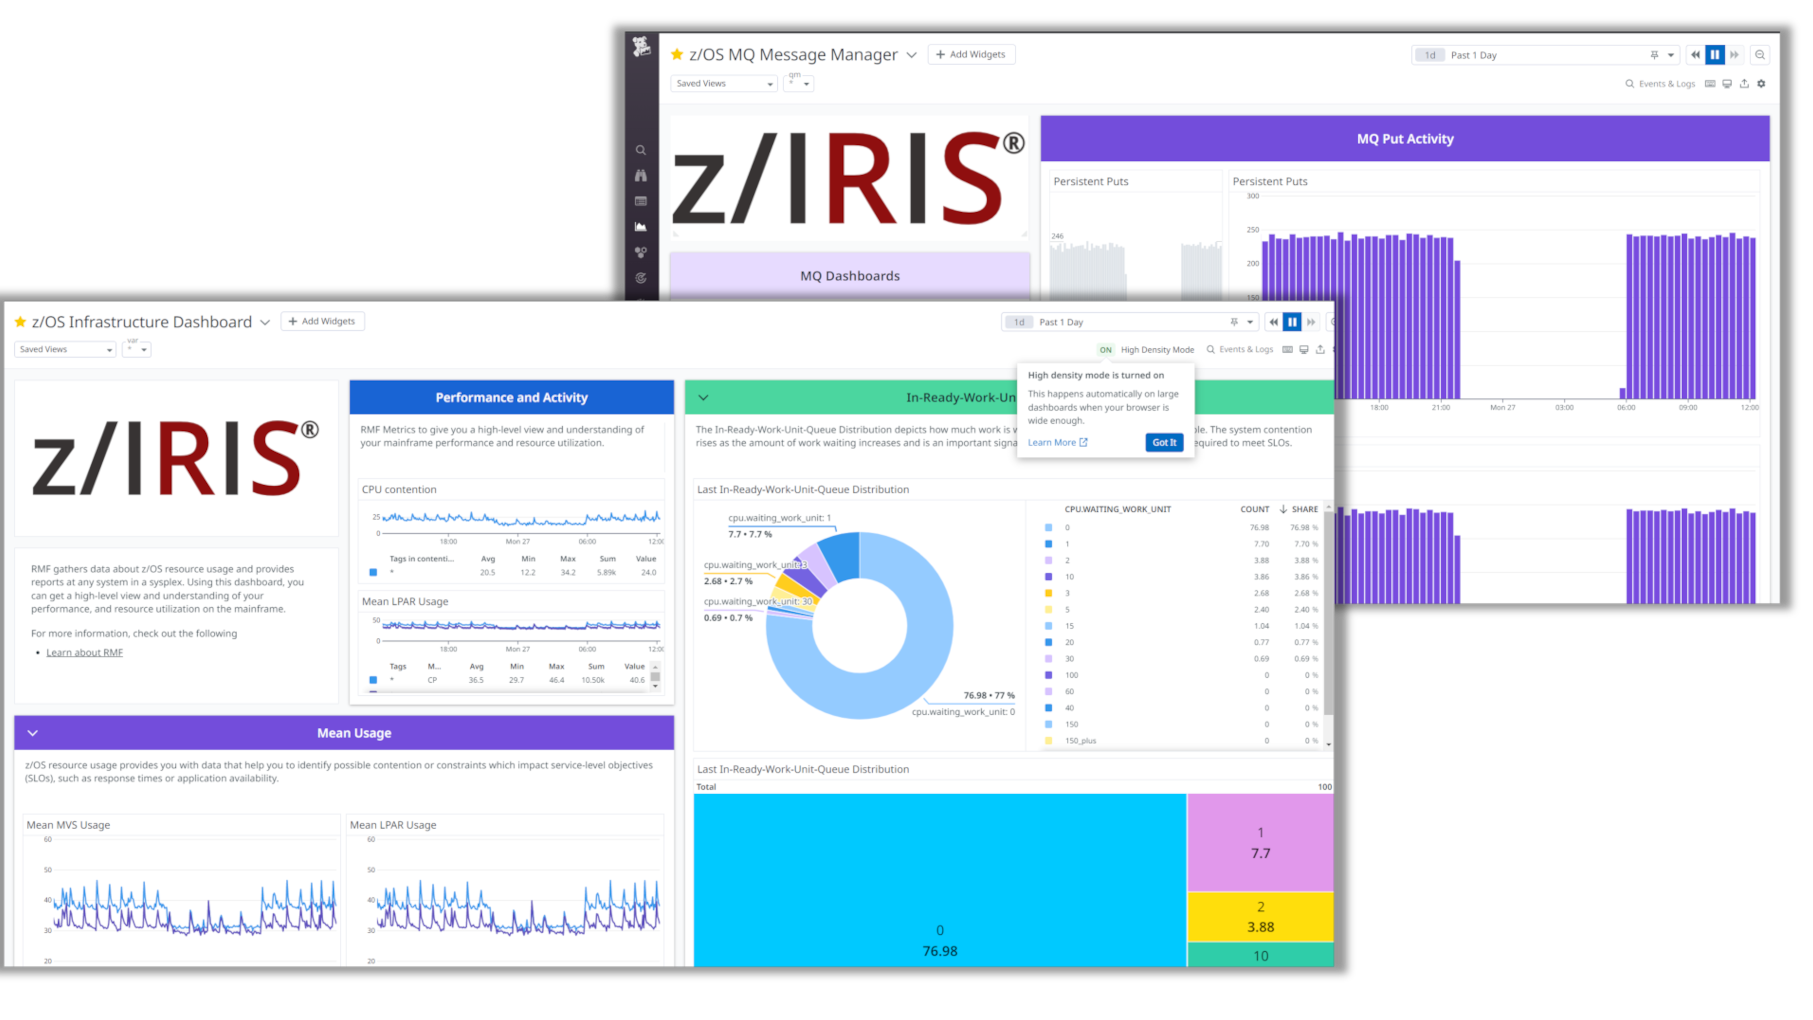 z/OS MQ Message Manager
+ Add Widgets
1d Past 1 Day
Saved Views
qm
*
Events & Logs
z/IRIS®
MQ Dashboards
MQ Put Activity
Persistent Puts
246
Persistent Puts
300
250
200
150
18:00 21:00 Mon 27 03:00 06:00 09:00 12:00
z/OS Infrastructure Dashboard
+ Add Widgets
1d Past 1 Day
Saved Views
var
*
ON High Density Mode
Events & Logs
High density mode is turned on
This happens automatically on large
dashboards when your browser is
wide enough.
Learn More
Got It
z/IRIS®
RMF gathers data about z/OS resource usage and provides
reports at any system in a sysplex. Using this dashboard, you
can get a high-level view and understanding of your
performance, and resource utilization on the mainframe.
For more information, check out the following
• Learn about RMF
Performance and Activity
RMF Metrics to give you a high-level view and understanding of
your mainframe performance and resource utilization.
CPU contention
25
0
18:00 Mon 27 06:00 12:00
Tags in contenti... Avg Min Max Sum Value
* 20.5 12.2 34.2 5.89k 24.0
Mean LPAR Usage
50
0
18:00 Mon 27 06:00 12:00
Tags M... Avg Min Max Sum Value
* CP 36.5 29.7 46.4 10.50k 40.6
Mean Usage
z/OS resource usage provides you with data that help you to identify possible contention or constraints which impact service-level objectives
(SLOs), such as response times or application availability.
Mean MVS Usage
60
50
40
30
20
Mean LPAR Usage
60
50
40
30
20
In-Ready-Work-Un
The In-Ready-Work-Unit-Queue Distribution depicts how much work is w
le. The system contention
rises as the amount of work waiting increases and is an important signa
equired to meet SLOs.
Last In-Ready-Work-Unit-Queue Distribution
cpu.waiting_work_unit: 1
7.7 • 7.7 %
cpu.waiting_work_unit: 3
2.68 • 2.7 %
cpu.waiting_work_unit: 30
0.69 • 0.7 %
76.98 • 77 %
cpu.waiting_work_unit: 0
CPU.WAITING_WORK_UNIT COUNT ↓ SHARE
0 76.98 76.98 %
1 7.70 7.70 %
2 3.88 3.88 %
10 3.86 3.86 %
3 2.68 2.68 %
5 2.40 2.40 %
15 1.04 1.04 %
20 0.77 0.77 %
30 0.69 0.69 %
100 0 0 %
60 0 0 %
40 0 0 %
150 0 0 %
150_plus 0 0 %
Last In-Ready-Work-Unit-Queue Distribution
Total 100
0
76.98
1
7.7
2
3.88
10